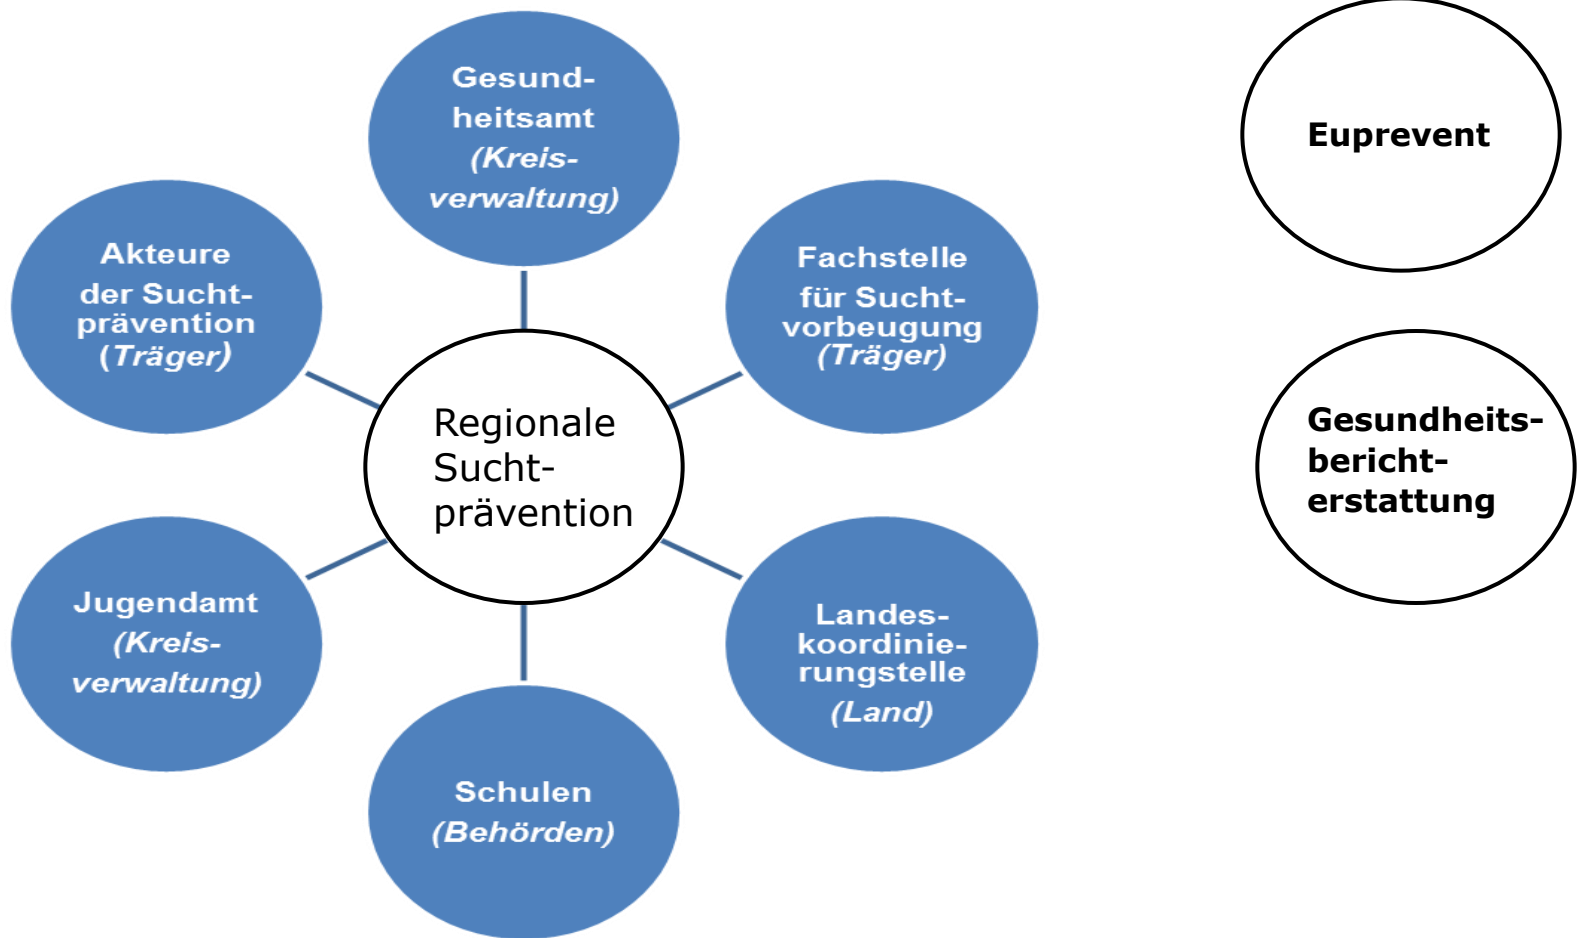 Gesund-
heitsamt
(Kreis-
verwaltung)
Euprevent
Akteure
der Sucht-
prävention
(Träger)
Fachstelle
für Sucht-
vorbeugung
(Träger)
Regionale
Sucht-
prävention
Gesundheits-
bericht-
erstattung
Jugendamt
(Kreis-
verwaltung)
Landes-
koordinie-
rungstelle
(Land)
Schulen
(Behörden)